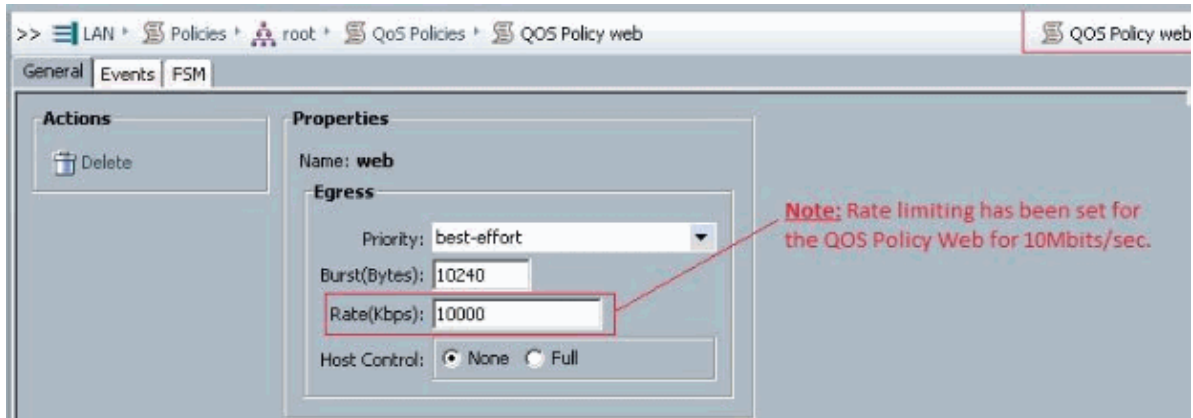 >> LAN Policies root QoS Policies QOS Policy web QOS Policy web
General Events FSM
Actions
Delete
Properties
Name: web
Egress
Priority: best-effort
Burst(Bytes): 10240
Rate(Kbps): 10000
Host Control: None Full
Note: Rate limiting has been set for
the QOS Policy Web for 10Mbits/sec.